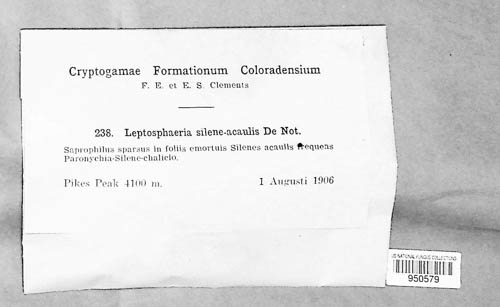 Cryptogamae Formationum Coloradensium
F. E. et E. S. Clements
238. Leptosphaeria silene-acaulis De Not.
Saprophilus sparsus in foliis emortuis Silenes acaulis frequens
Paronychia-Silene-chalicio.
Pikes Peak 4100 m. 1 Augusti 1906
US NATIONAL FUNGUS COLLECTIONS
950579